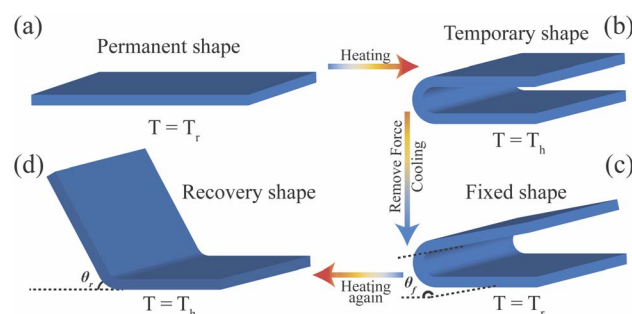 (a)
Permanent shape
T = Tr
Heating
Temporary shape
(b)
T = Th
Remove Force
Cooling
(d)
Recovery shape
θr
T = Th
Heating
again
Fixed shape
(c)
θf
T = Tr